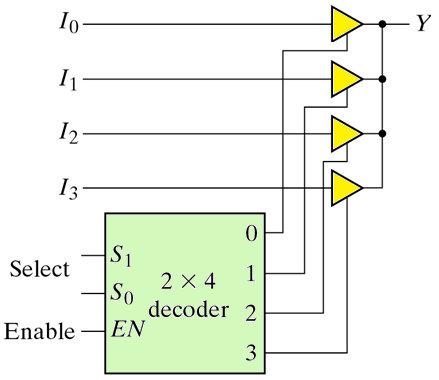 I0 Y
I1
I2
I3
0
S1
Select 2 × 4 1
S0
decoder 2
Enable EN
3